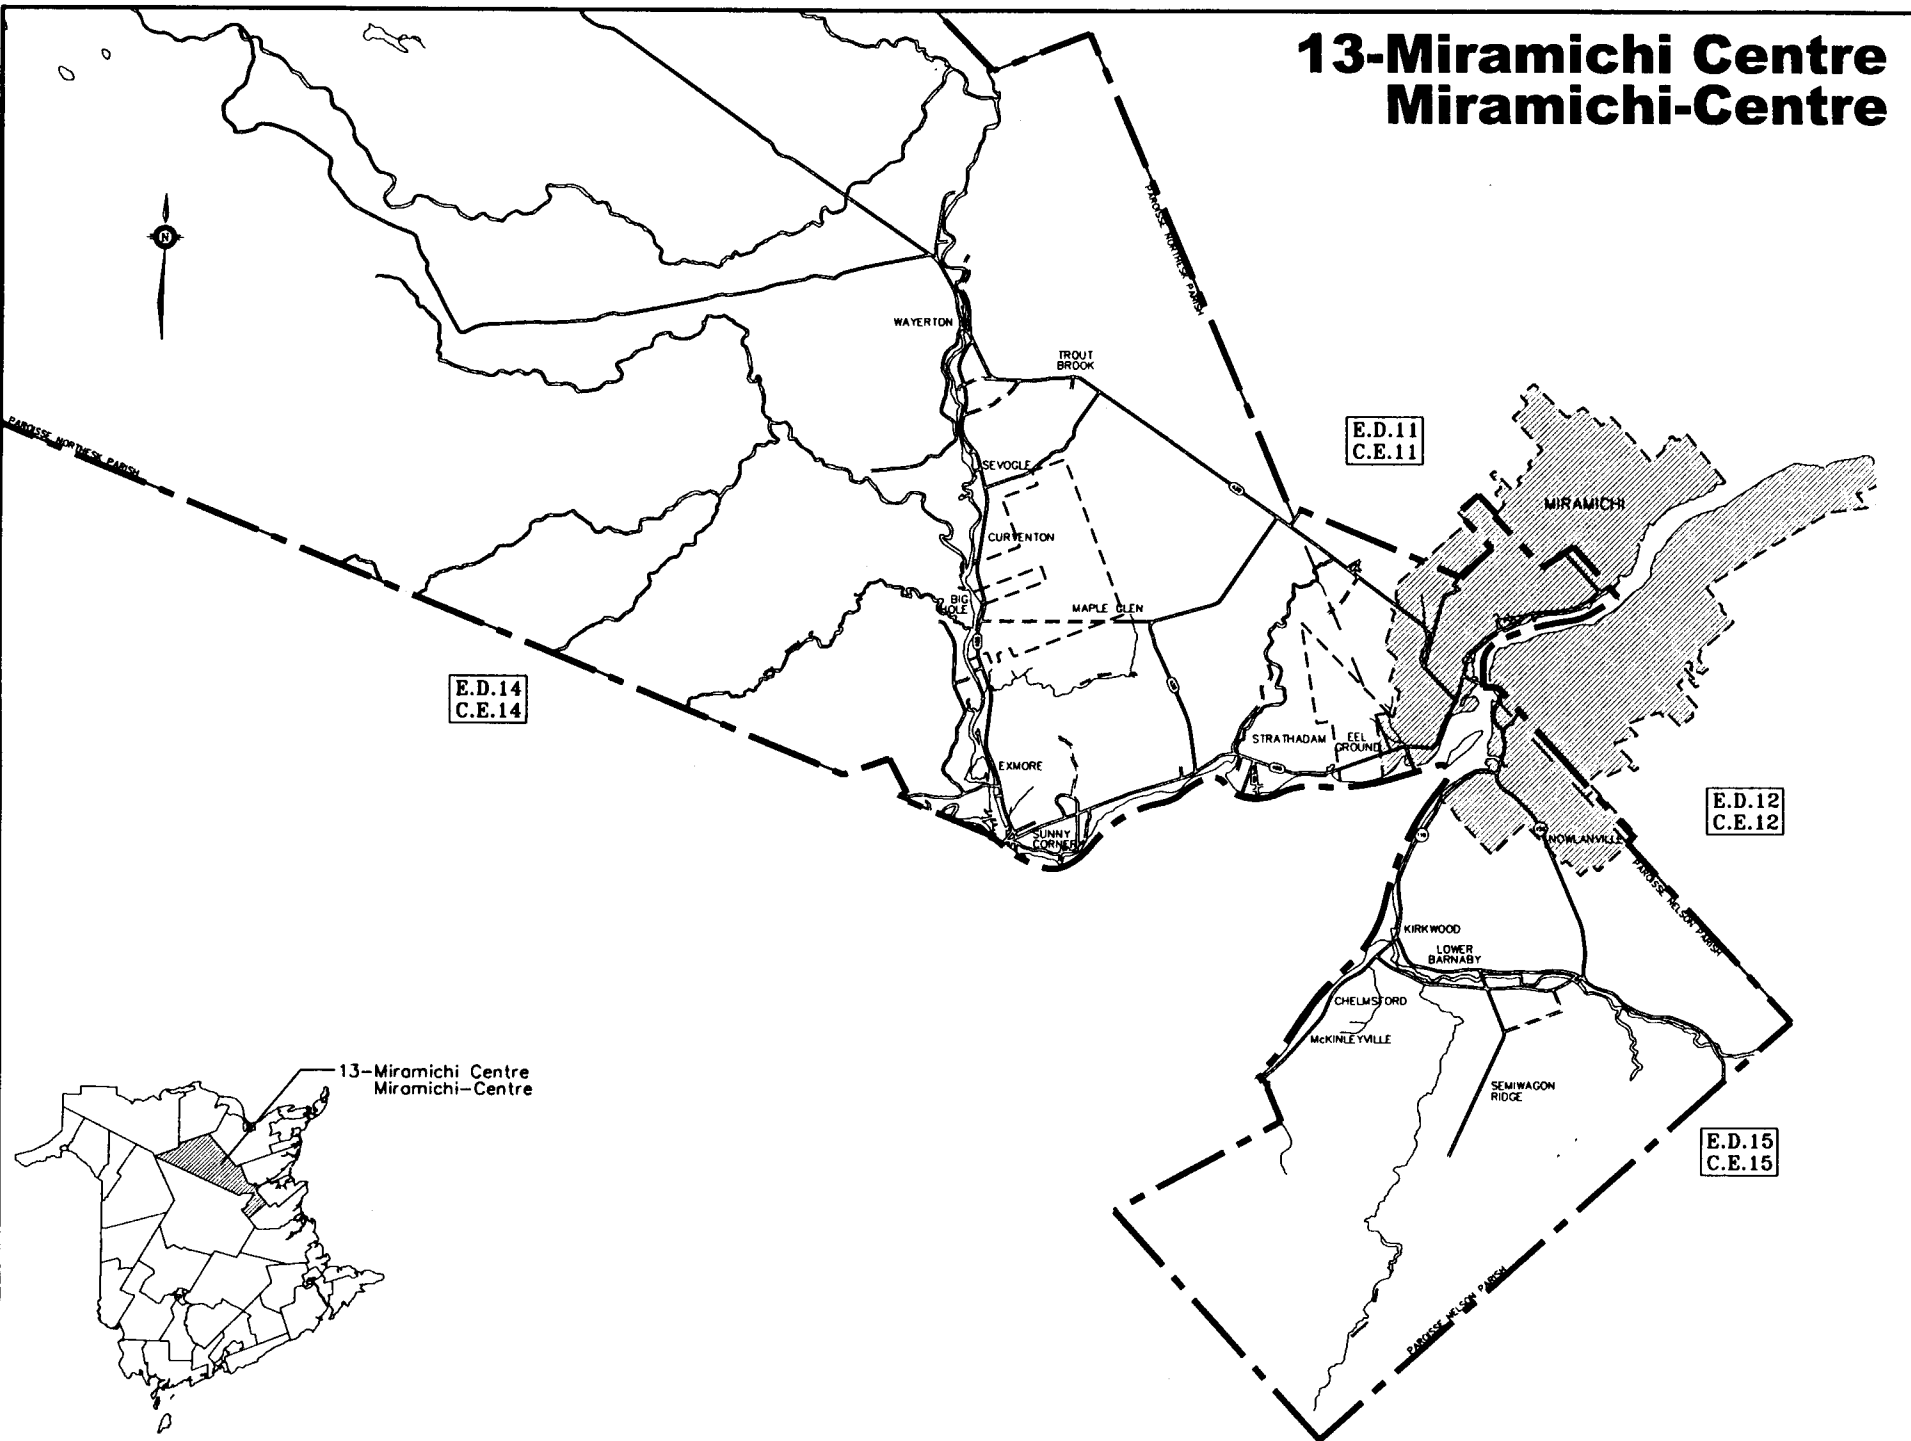 13-Miramichi Centre
Miramichi-Centre
N
PAROISSE NORTHESK PARISH
WAYERTON
TROUT
BROOK
PAROISSE NORTHESK PARISH
E.D.11
C.E.11
SEVOGLE
MIRAMICHI
CURVENTON
BIG
HOLE
MAPLE GLEN
E.D.14
C.E.14
STRATHADAM
EEL
GROUND
EXMORE
SUNNY
CORNER
E.D.12
C.E.12
NOWLANVILLE
PAROISSE NELSON PARISH
KIRKWOOD
LOWER
BARNABY
CHELMSFORD
McKINLEYVILLE
SEMIWAGON
RIDGE
13-Miramichi Centre
Miramichi-Centre
E.D.15
C.E.15
PAROISSE NELSON PARISH